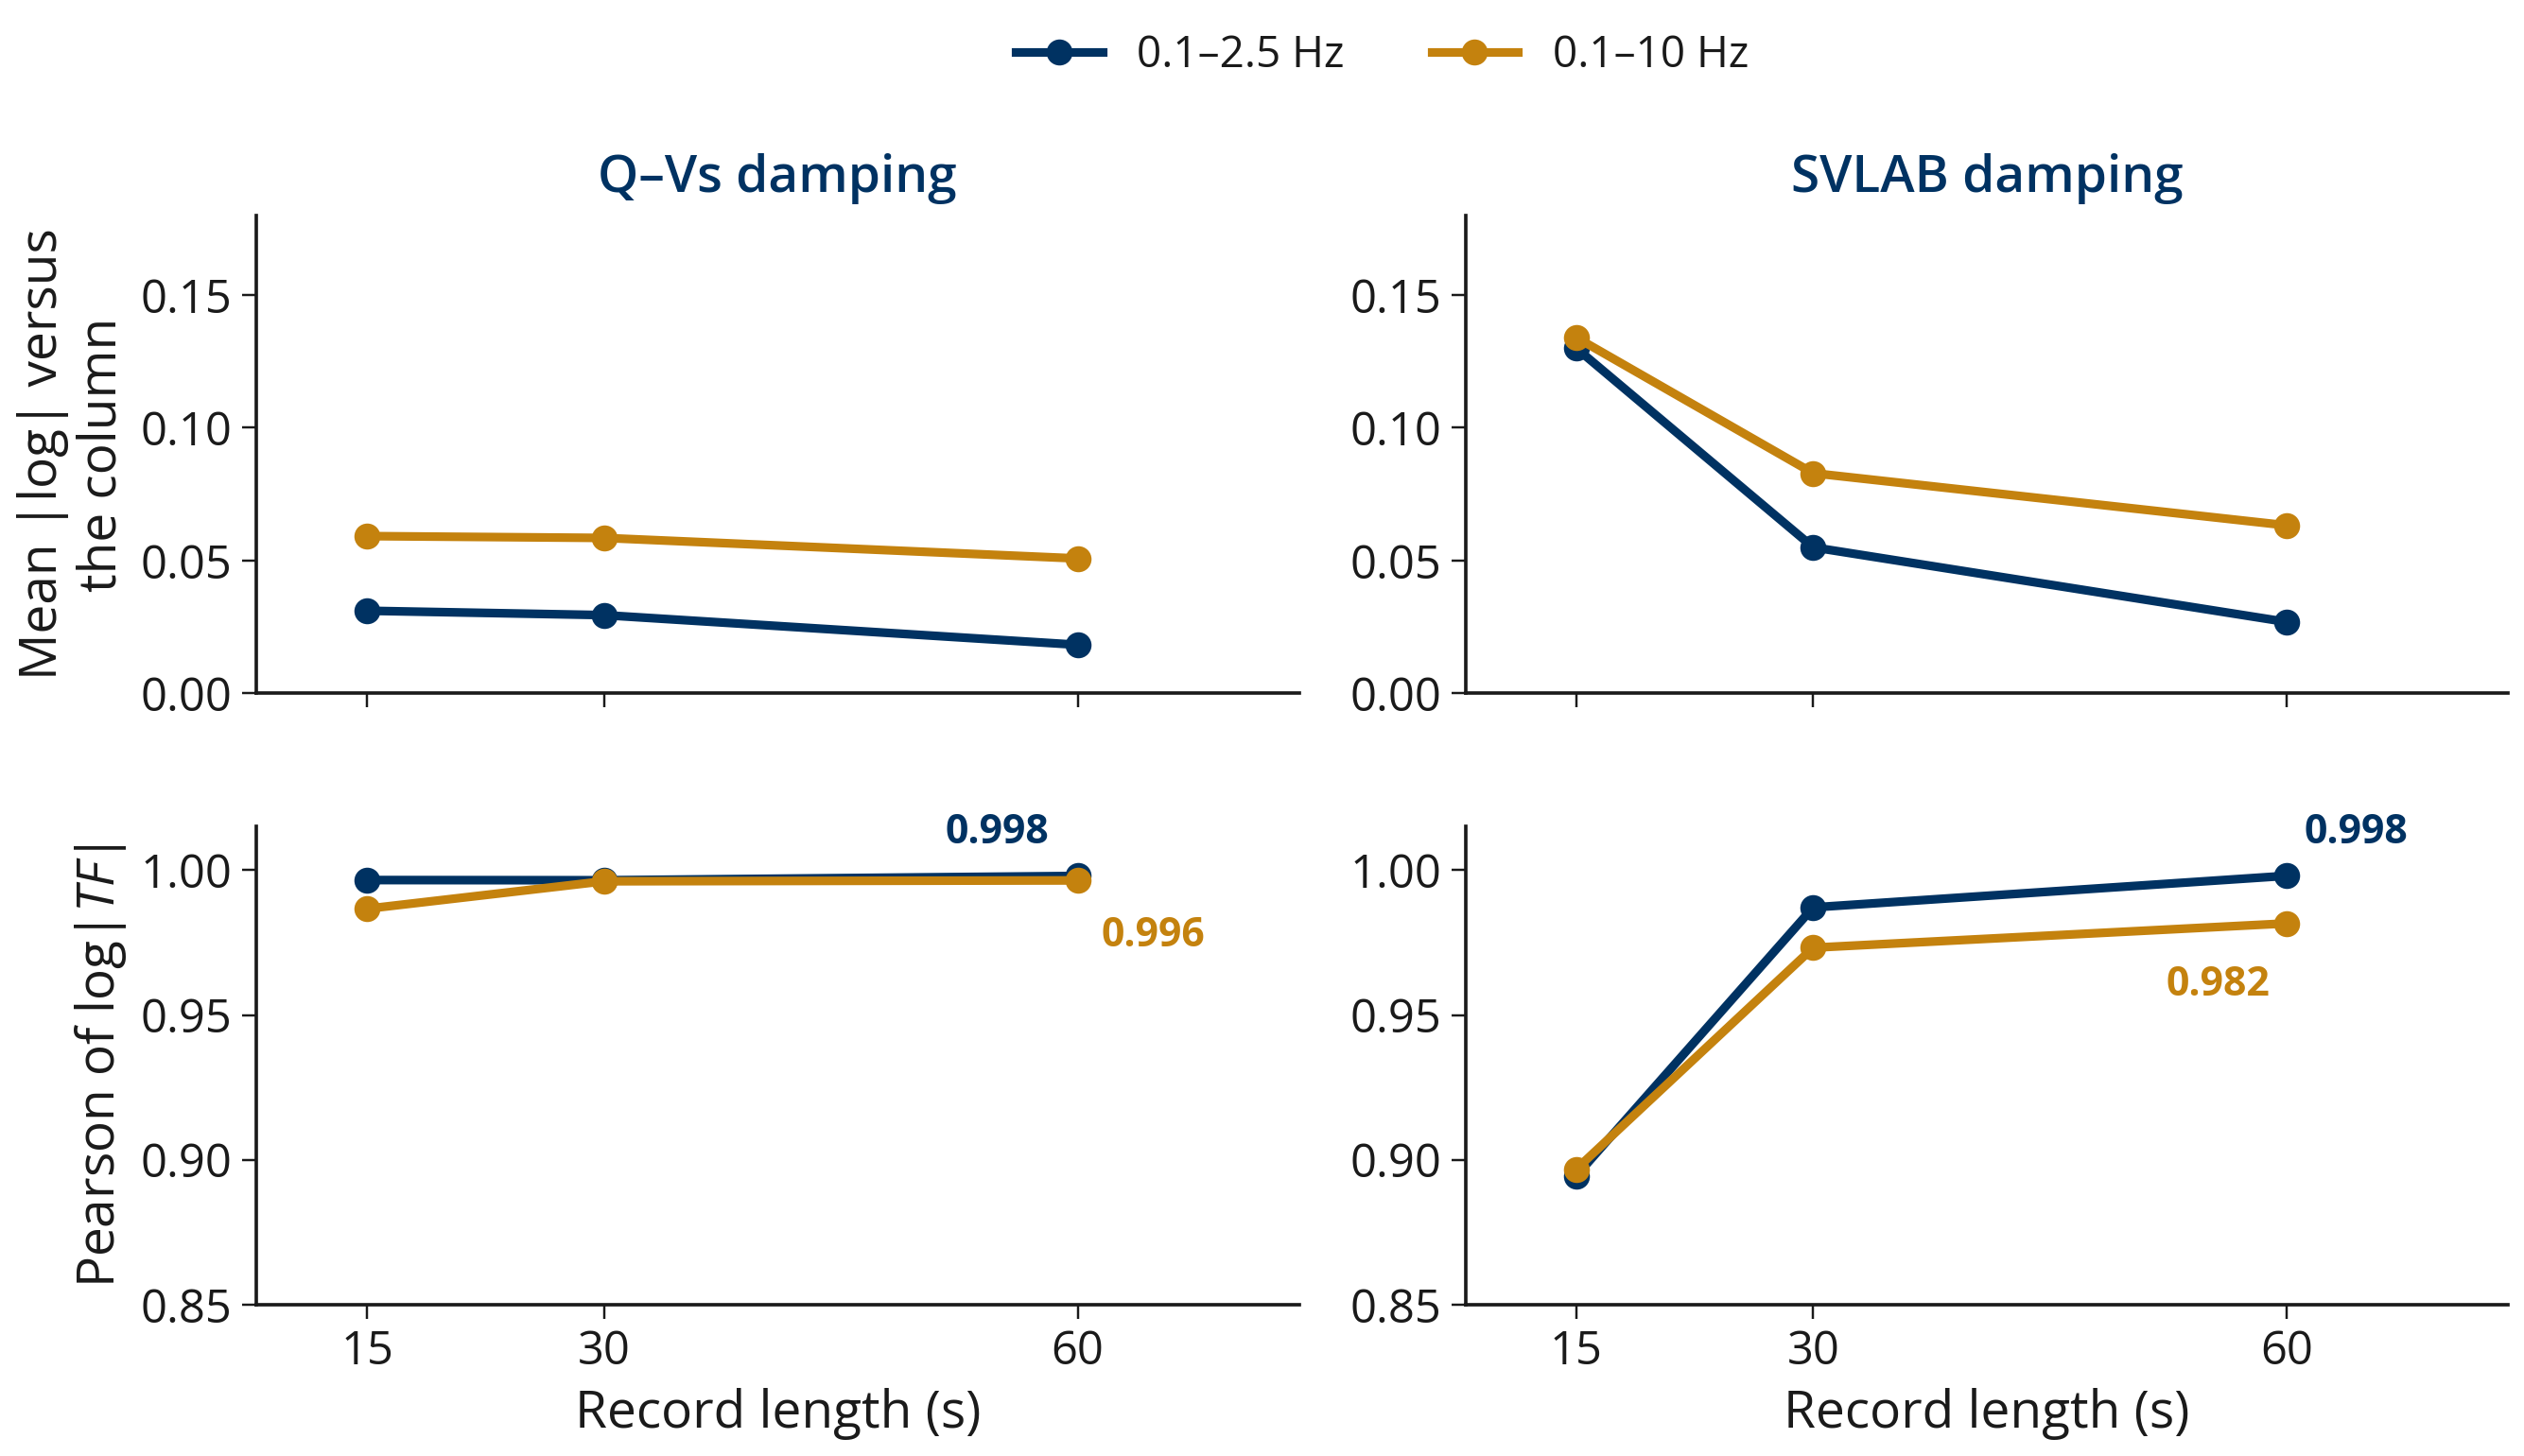 0.1–2.5 Hz
0.1–10 Hz
Q–Vs damping
SVLAB damping
Mean |log| versus
the column
0.15
0.10
0.05
0.00
0.15
0.10
0.05
0.00
Pearson of log|TF|
1.00
0.95
0.90
0.85
0.998
0.996
15
30
60
Record length (s)
1.00
0.95
0.90
0.85
0.998
0.982
15
30
60
Record length (s)